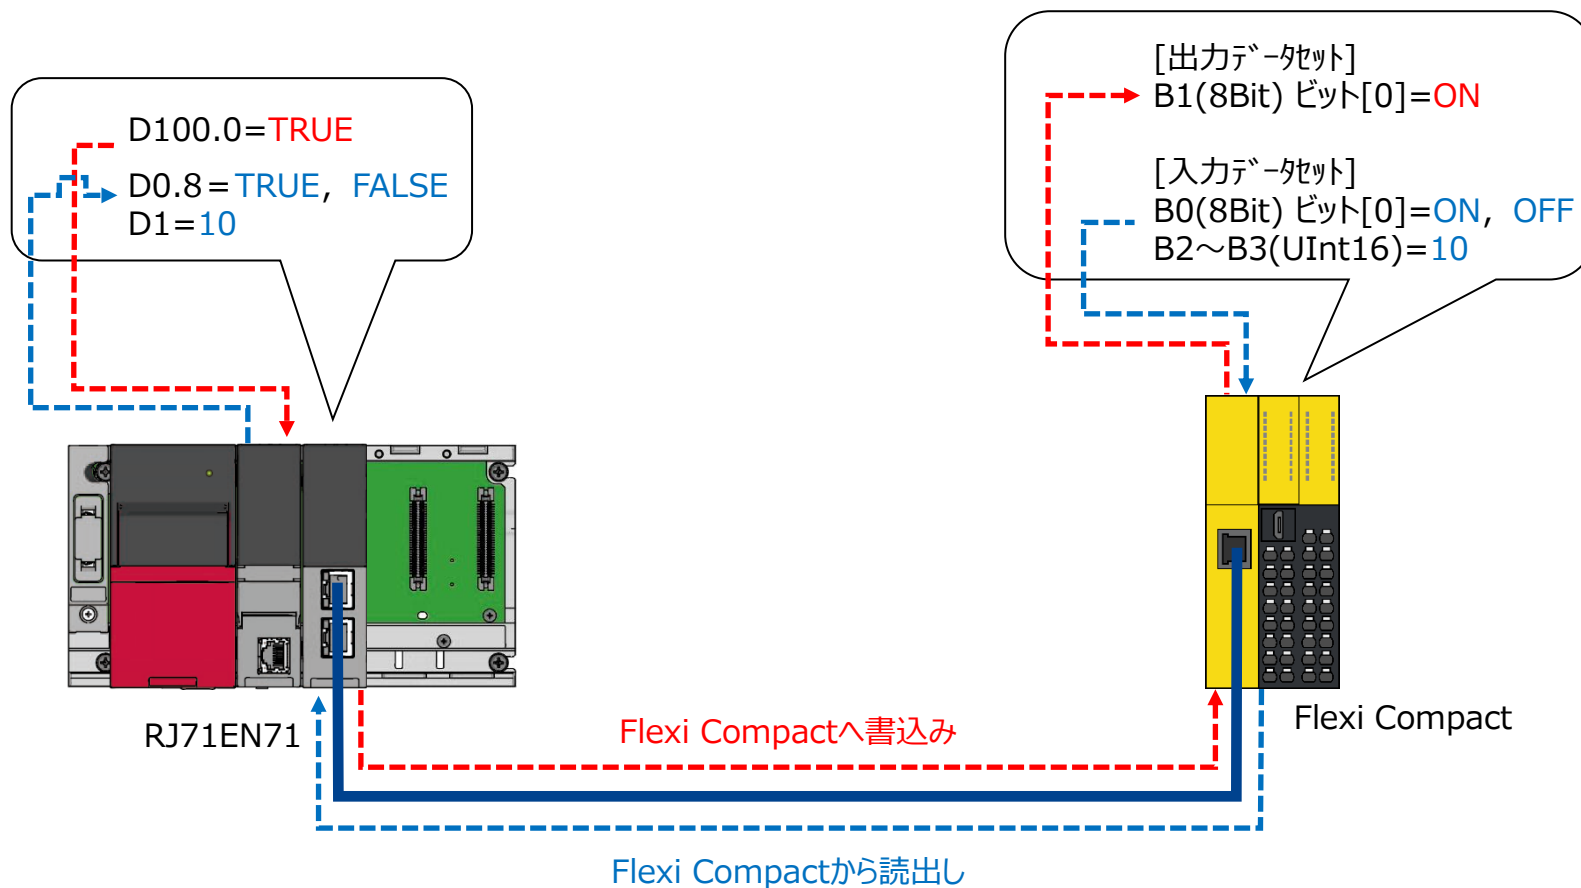 D100.0=TRUE
D0.8=TRUE, FALSE
D1=10
[出力ﾃﾞｰﾀｾｯﾄ]
B1(8Bit) ﾋﾞｯﾄ[0]=ON
[入力ﾃﾞｰﾀｾｯﾄ]
B0(8Bit) ﾋﾞｯﾄ[0]=ON, OFF
B2～B3(UInt16)=10
RJ71EN71
Flexi Compactへ書込み
Flexi Compact
Flexi Compactから読出し